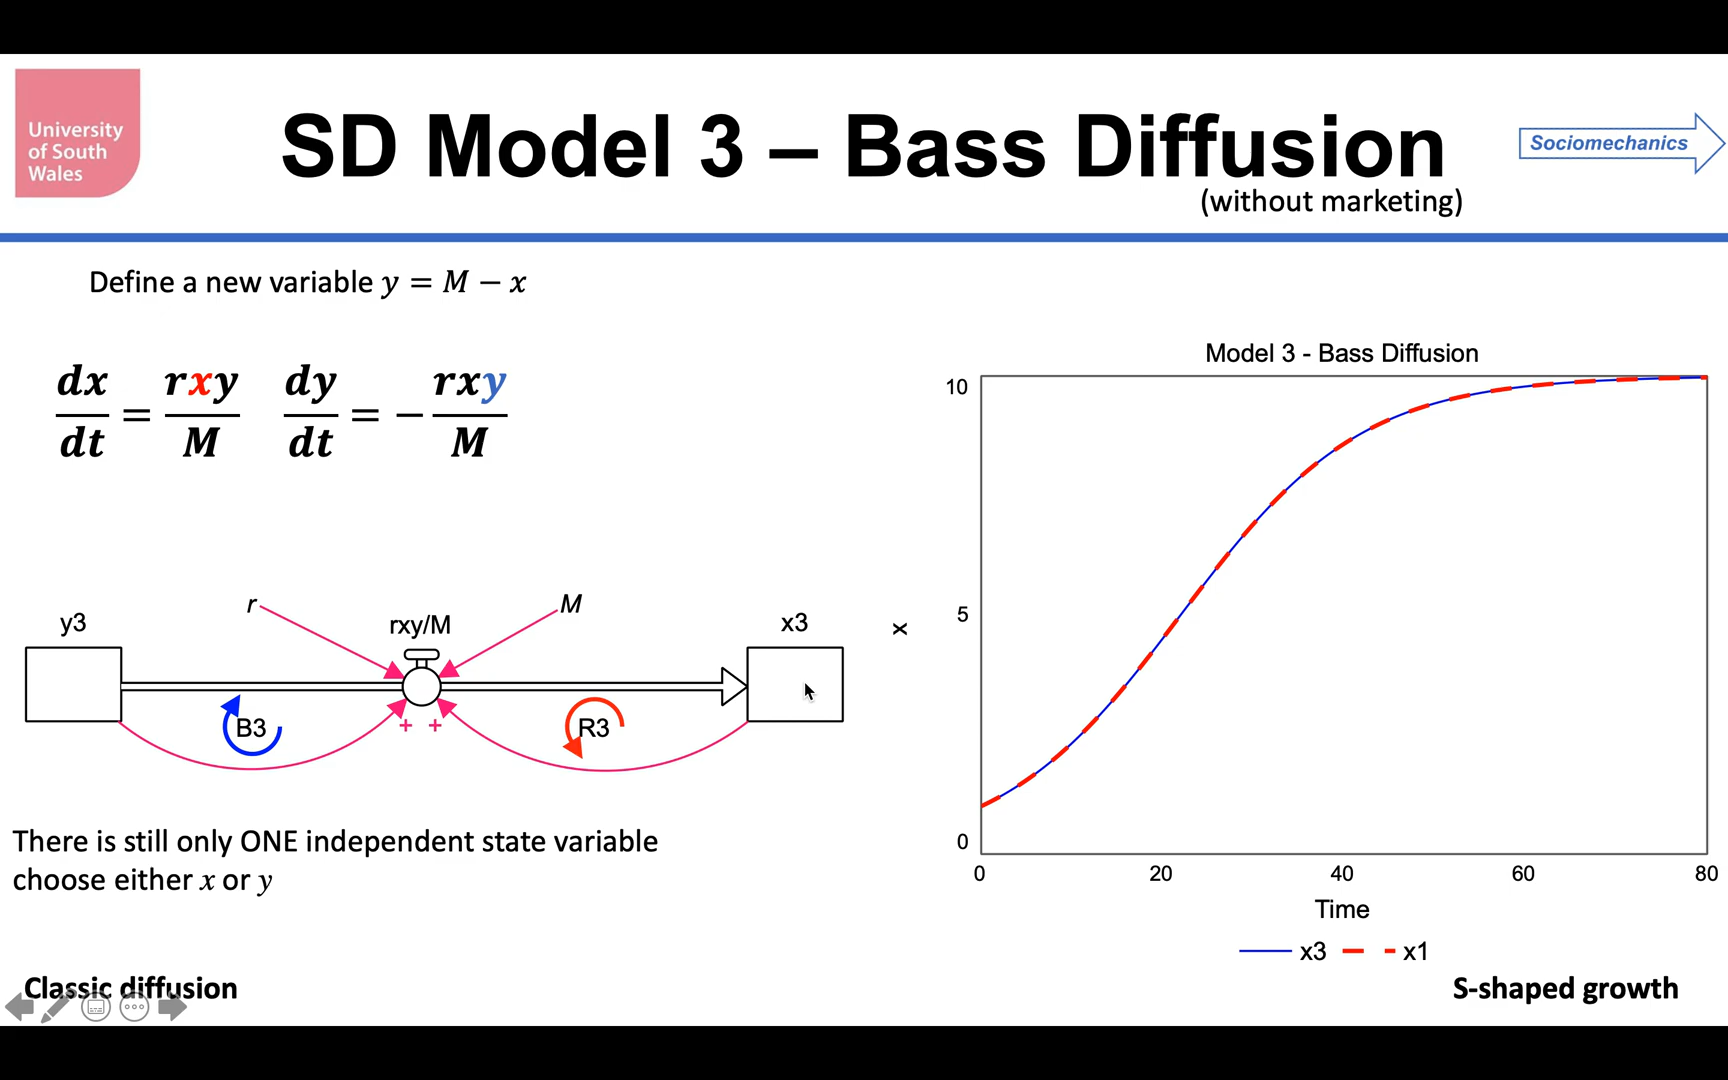 University
of South
Wales
SD Model 3 – Bass Diffusion
(without marketing)
Sociomechanics
Define a new variable y = M − x
dx/dt = rxy/M dy/dt = − rxy/M
r
M
y3
rxy/M
x3
B3
+ +
R3
There is still only ONE independent state variable
choose either x or y
Classic diffusion
Model 3 - Bass Diffusion
10
5
0
x
0 20 40 60 80
Time
x3 x1
S-shaped growth